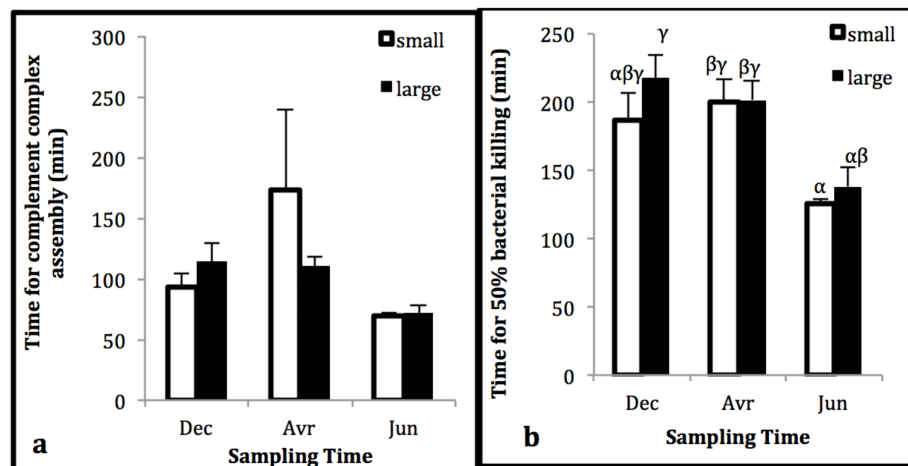 Time for complement complex
assembly (min)
300
250
200
150
100
50
0
small
large
Dec
Avr
Jun
Sampling Time
a
Time for 50% bacterial killing (min)
250
200
150
100
50
0
small
large
αβγ
γ
βγ
βγ
α
αβ
Dec
Avr
Jun
Sampling Time
b